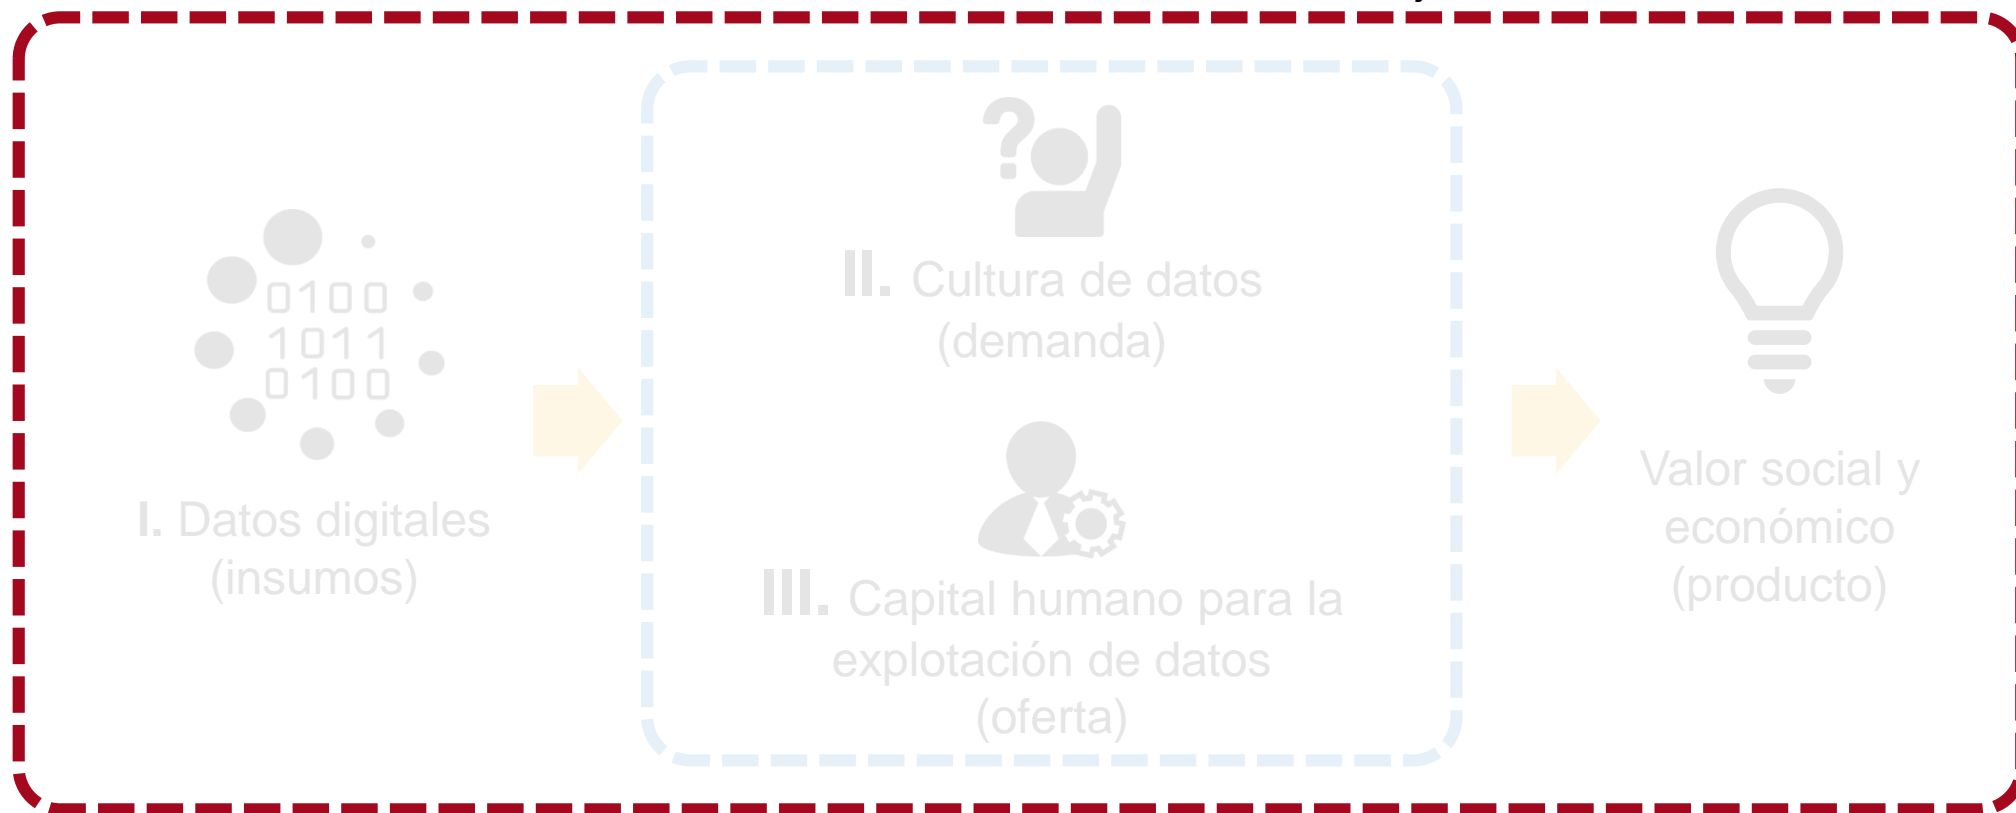 II. Cultura de datos
(demanda)
0100
1011
0100
I. Datos digitales
(insumos)
III. Capital humano para la
explotación de datos
(oferta)
Valor social y
económico
(producto)